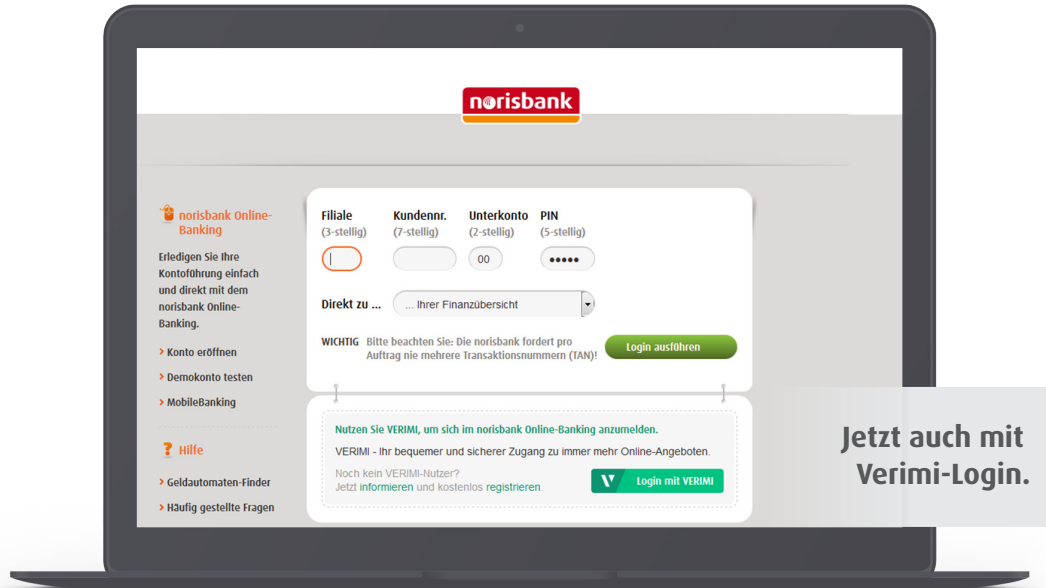 norisbank
norisbank Online-
Banking
Erledigen Sie Ihre
Kontoführung einfach
und direkt mit dem
norisbank Online-
Banking.
Konto eröffnen
Demokonto testen
MobileBanking
? Hilfe
Geldautomaten-Finder
Häufig gestellte Fragen
Filiale Kundennr. Unterkonto PIN
(3-stellig) (7-stellig) (2-stellig) (5-stellig)
00 •••••
Direkt zu ... ... Ihrer Finanzübersicht
WICHTIG Bitte beachten Sie: Die norisbank fordert pro
Auftrag nie mehrere Transaktionsnummern (TAN)!
Login ausführen
Nutzen Sie VERIMI, um sich im norisbank Online-Banking anzumelden.
VERIMI - Ihr bequemer und sicherer Zugang zu immer mehr Online-Angeboten.
Noch kein VERIMI-Nutzer?
Jetzt informieren und kostenlos registrieren.
V Login mit VERIMI
Jetzt auch mit
Verimi-Login.